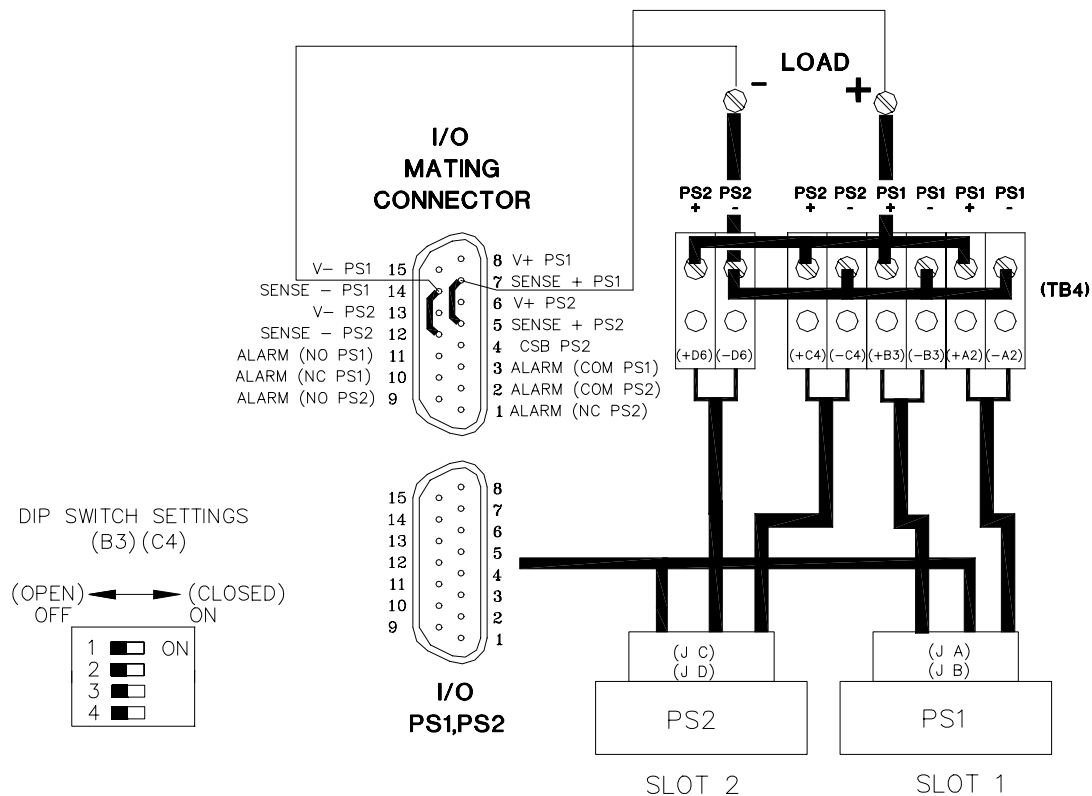 LOAD
- +
I/O
MATING
CONNECTOR
PS2 PS2 PS2 PS2 PS1 PS1 PS1 PS1
+ - + - + - + -
V- PS1 15
SENSE - PS1 14
V- PS2 13
SENSE - PS2 12
ALARM (NO PS1) 11
ALARM (NC PS1) 10
ALARM (NO PS2) 9
8 V+ PS1
7 SENSE + PS1
6 V+ PS2
5 SENSE + PS2
4 CSB PS2
3 ALARM (COM PS1)
2 ALARM (COM PS2)
1 ALARM (NC PS2)
(TB4)
(+D6) (-D6) (+C4) (-C4) (+B3) (-B3) (+A2) (-A2)
15
14
13
12
11
10
9
8
7
6
5
4
3
2
1
I/O
PS1,PS2
DIP SWITCH SETTINGS
(B3)(C4)
(OPEN) (CLOSED)
OFF ON
1 ON
2
3
4
(J C)
(J D)
PS2
SLOT 2
(J A)
(J B)
PS1
SLOT 1